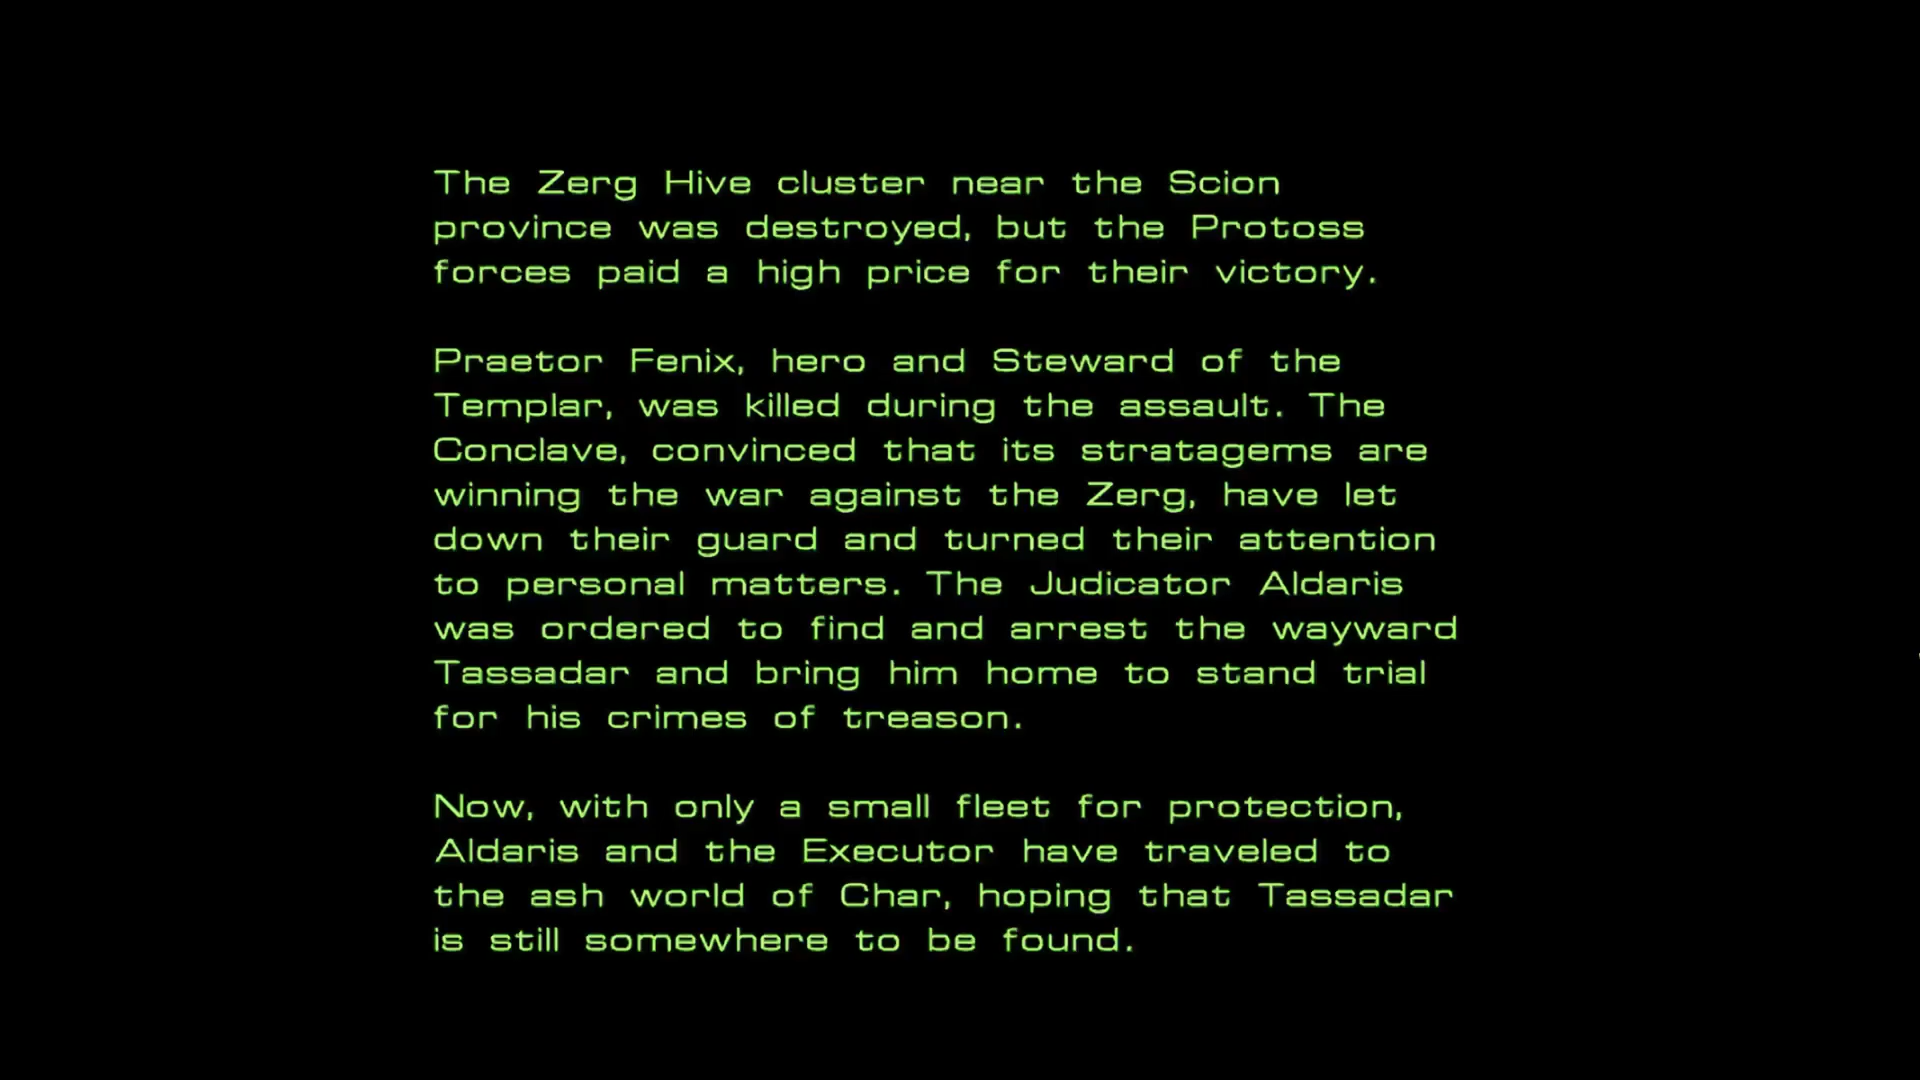 The Zerg Hive cluster near the Scion
province was destroyed, but the Protoss
forces paid a high price for their victory.
Praetor Fenix, hero and Steward of the
Templar, was killed during the assault. The
Conclave, convinced that its stratagems are
winning the war against the Zerg, have let
down their guard and turned their attention
to personal matters. The Judicator Aldaris
was ordered to find and arrest the wayward
Tassadar and bring him home to stand trial
for his crimes of treason.
Now, with only a small fleet for protection,
Aldaris and the Executor have traveled to
the ash world of Char, hoping that Tassadar
is still somewhere to be found.